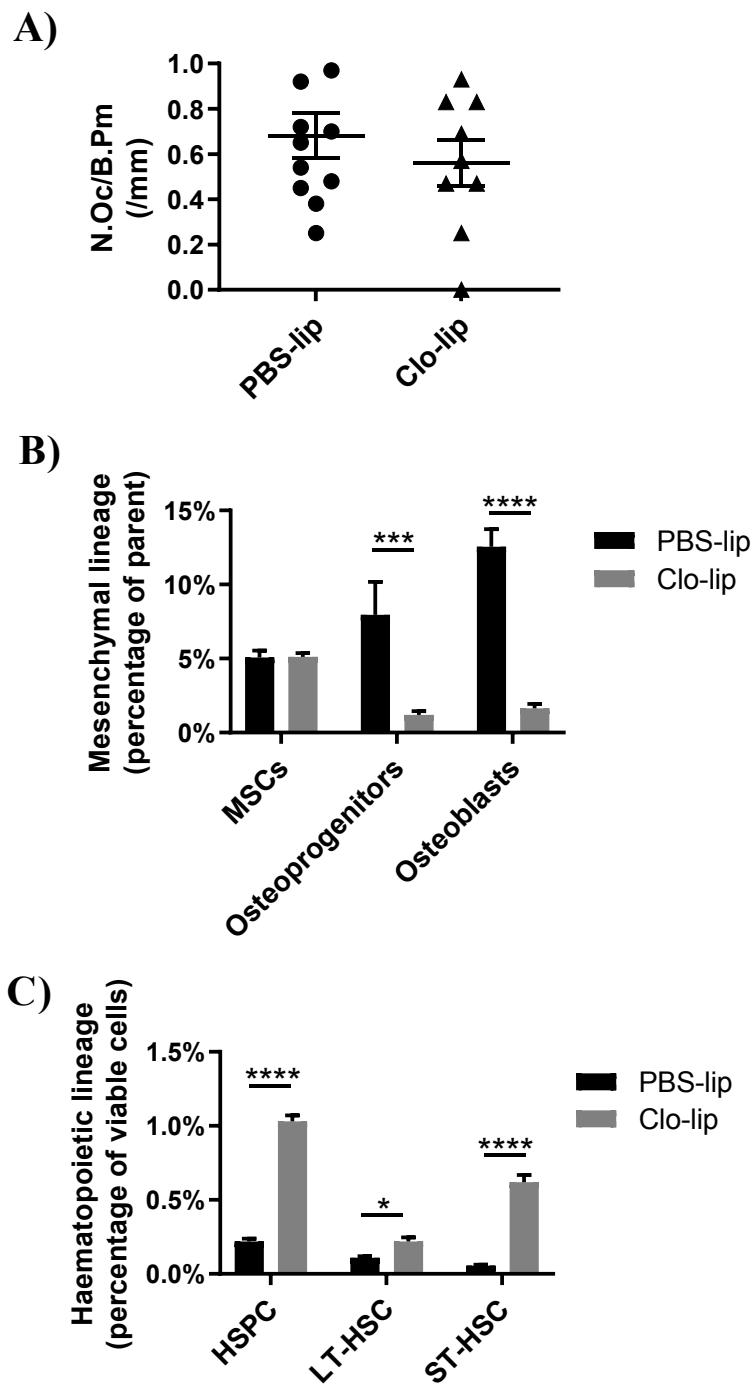 A)
N.Oc/B.Pm
(/mm)
1.0
0.8
0.6
0.4
0.2
0.0
PBS-lip
Clo-lip
B)
Mesenchymal lineage
(percentage of parent)
15%
10%
5%
0%
***
****
PBS-lip
Clo-lip
MSCs
Osteoprogenitors
Osteoblasts
C)
Haematopoietic lineage
(percentage of viable cells)
1.5%
1.0%
0.5%
0.0%
****
*
****
PBS-lip
Clo-lip
HSPC
LT-HSC
ST-HSC